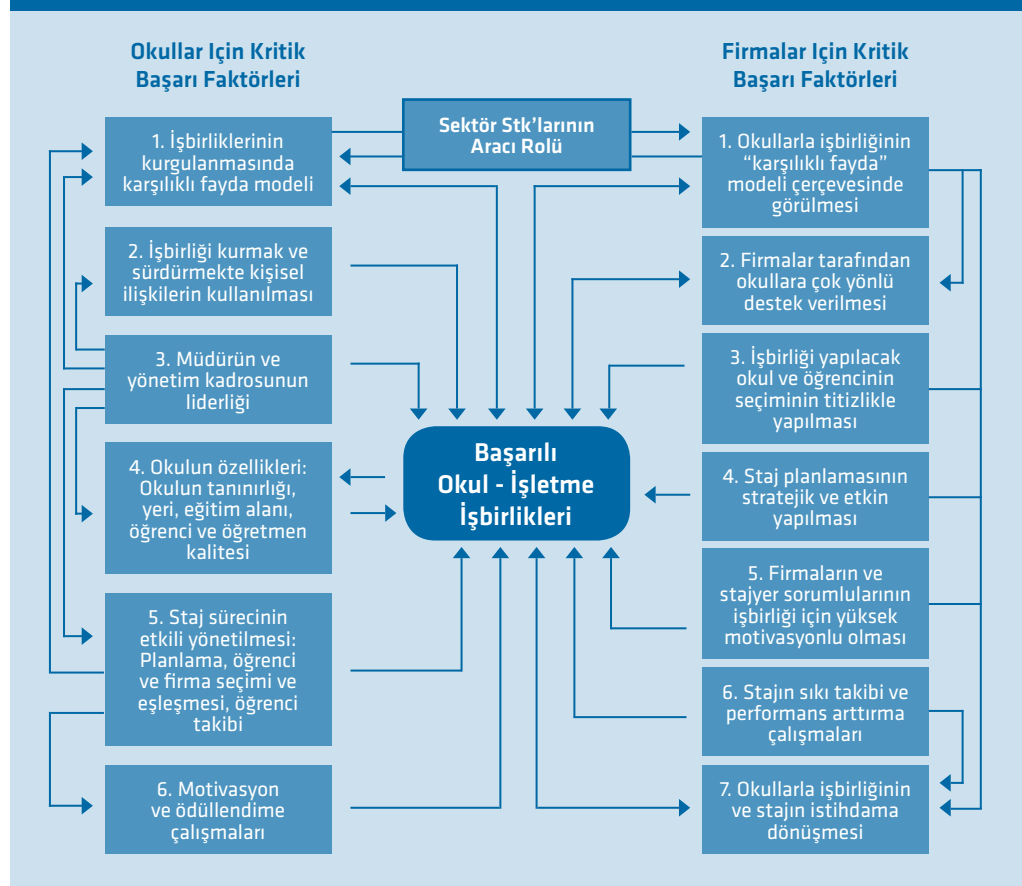 Okullar Için Kritik
Başarı Faktörleri
1. İşbirliklerinin
kurgulanmasında
karşılıklı fayda modeli
2. İşbirliği kurmak ve
sürdürmekte kişisel
ilişkilerin kullanılması
3. Müdürün ve
yönetim kadrosunun
liderliği
4. Okulun özellikleri:
Okulun tanınırlığı,
yeri, eğitim alanı,
öğrenci ve öğretmen
kalitesi
5. Staj sürecinin
etkili yönetilmesi:
Planlama, öğrenci
ve firma seçimi ve
eşleşmesi, öğrenci
takibi
6. Motivasyon
ve ödüllendime
çalışmaları
Sektör Stk'larının
Aracı Rolü
Başarılı
Okul - İşletme
İşbirlikleri
Firmalar Için Kritik
Başarı Faktörleri
1. Okullarla işbirliğinin
“karşılıklı fayda”
modeli çerçevesinde
görülmesi
2. Firmalar tarafından
okullara çok yönlü
destek verilmesi
3. İşbirliği yapılacak
okul ve öğrencinin
seçiminin titizlikle
yapılması
4. Staj planlamasının
stratejik ve etkin
yapılması
5. Firmaların ve
stajyer sorumlularının
işbirliği için yüksek
motivasyonlu olması
6. Stajın sıkı takibi ve
performans arttırma
çalışmaları
7. Okullarla işbirliğinin
ve stajın istihdama
dönüşmesi